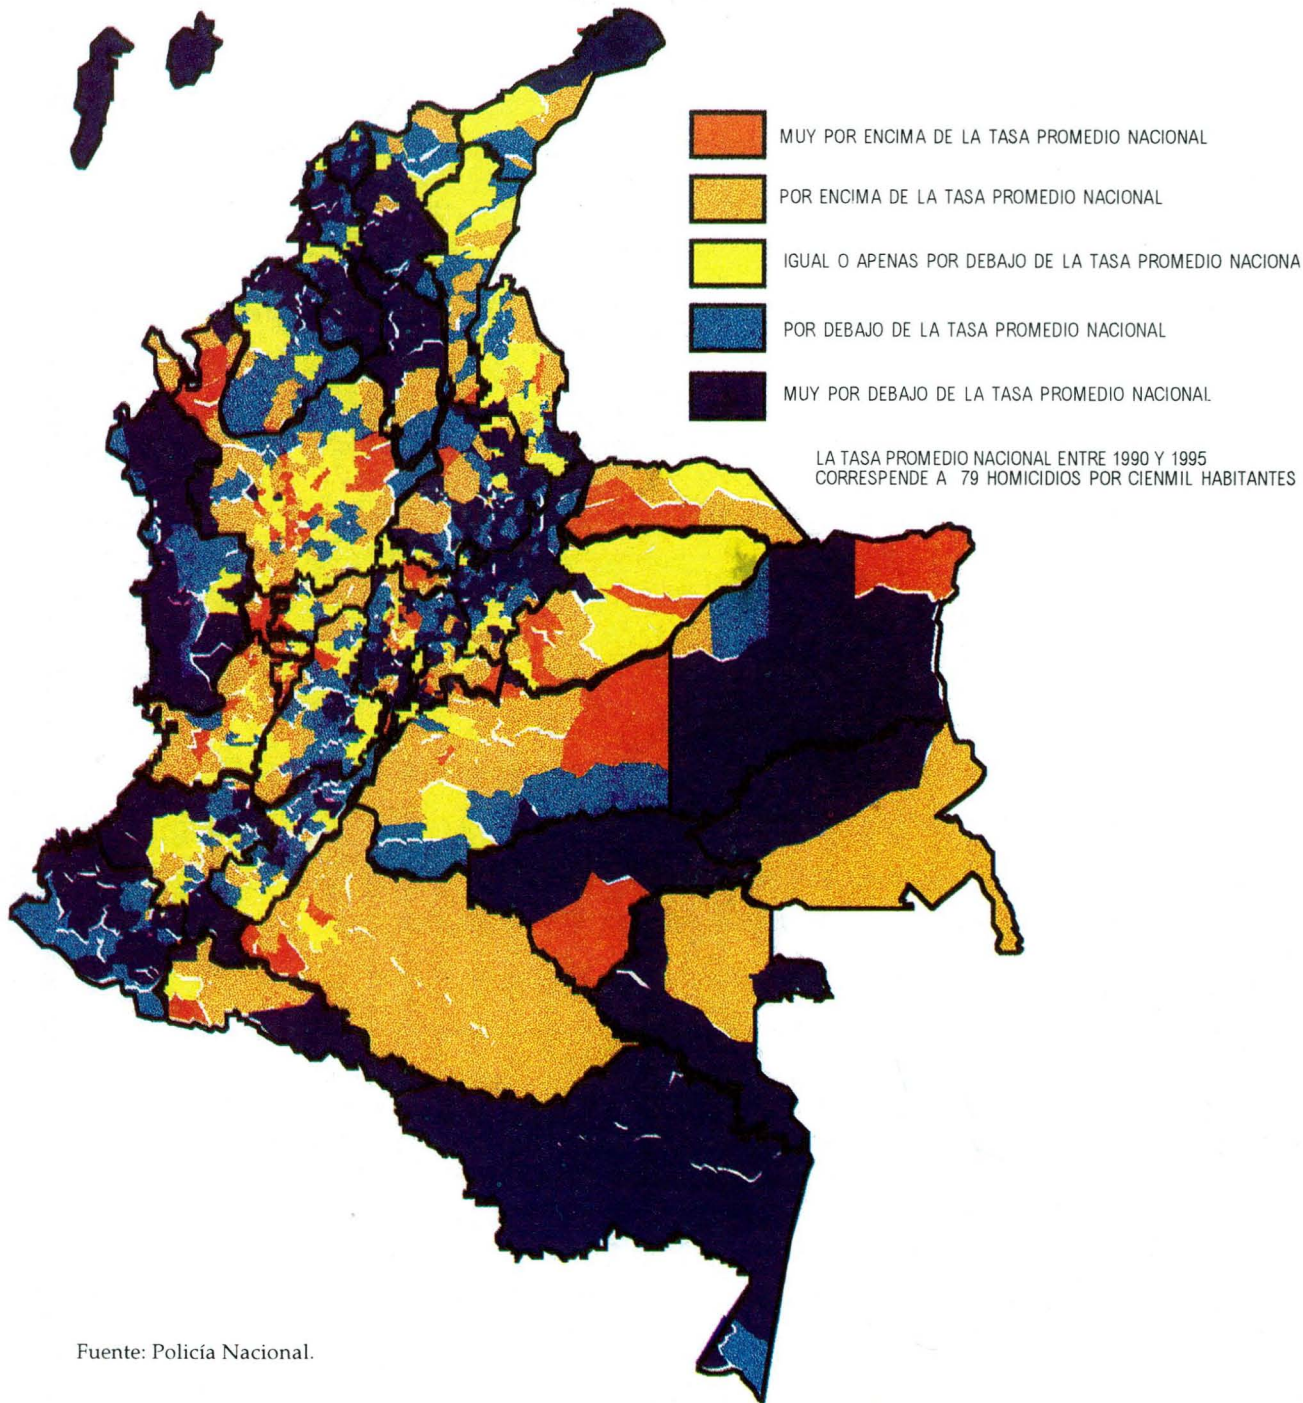 MUY POR ENCIMA DE LA TASA PROMEDIO NACIONAL
POR ENCIMA DE LA TASA PROMEDIO NACIONAL
IGUAL O APENAS POR DEBAJO DE LA TASA PROMEDIO NACIONA
POR DEBAJO DE LA TASA PROMEDIO NACIONAL
MUY POR DEBAJO DE LA TASA PROMEDIO NACIONAL
LA TASA PROMEDIO NACIONAL ENTRE 1990 Y 1995
CORRESPENDE A 79 HOMICIDIOS POR CIENMIL HABITANTES
Fuente: Policía Nacional.